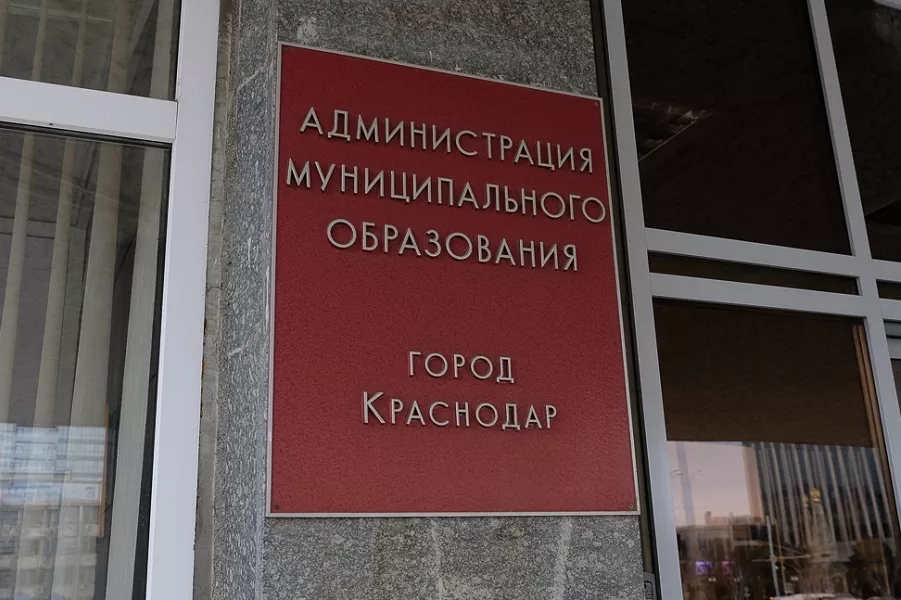 АДМИНИСТРАЦИЯ
МУНИЦИПАЛЬНОГО
ОБРАЗОВАНИЯ
ГОРОД
КРАСНОДАР